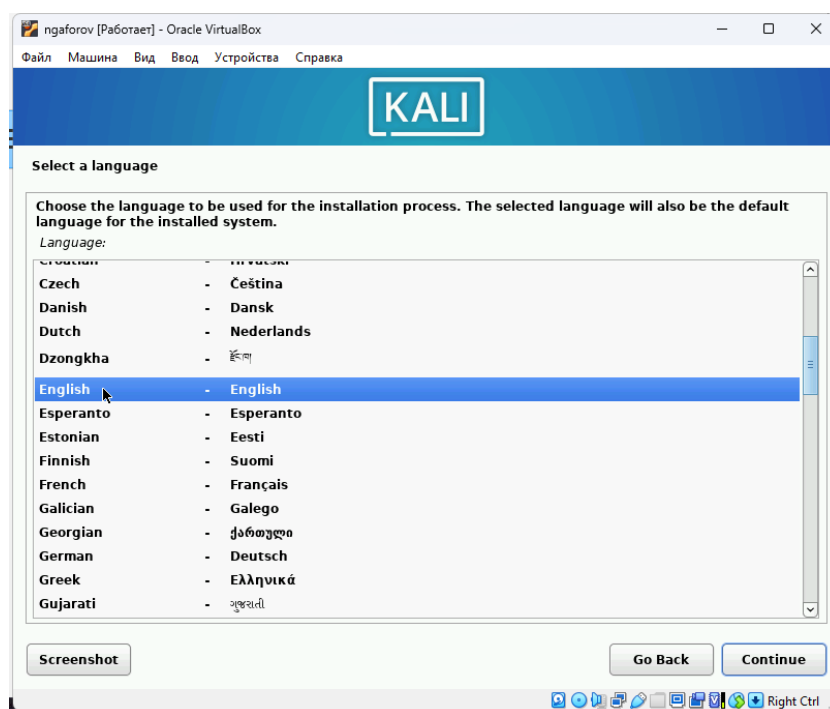 ngaforov [Работает] - Oracle VirtualBox
Файл Машина Вид Ввод Устройства Справка
KALI
Select a language
Choose the language to be used for the installation process. The selected language will also be the default
language for the installed system.
Language:
Croatian - Hrvatski
Czech - Čeština
Danish - Dansk
Dutch - Nederlands
Dzongkha - རྫོང་ཁ།
English - English
Esperanto - Esperanto
Estonian - Eesti
Finnish - Suomi
French - Français
Galician - Galego
Georgian - ქართული
German - Deutsch
Greek - Ελληνικά
Gujarati - ગુજરાતી
Screenshot Go Back Continue
Right Ctrl